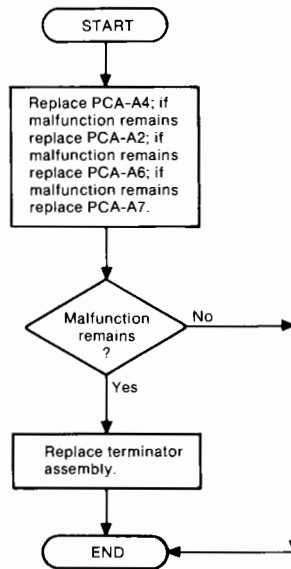 START
Replace PCA-A4; if
malfunction remains
replace PCA-A2; if
malfunction remains
replace PCA-A6; if
malfunction remains
replace PCA-A7.
Malfunction
remains
?
No
Yes
Replace terminator
assembly.
END